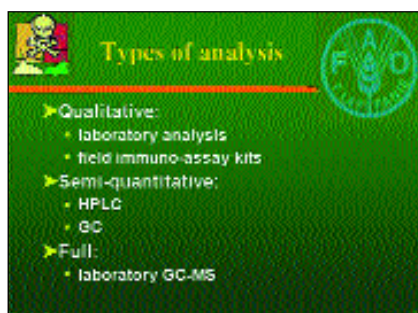 Types of analysis
F A O
➤Qualitative:
• laboratory analysis
• field immuno-assay kits
➤Semi-quantitative:
• HPLC
• GC
➤Full:
• laboratory GC-MS